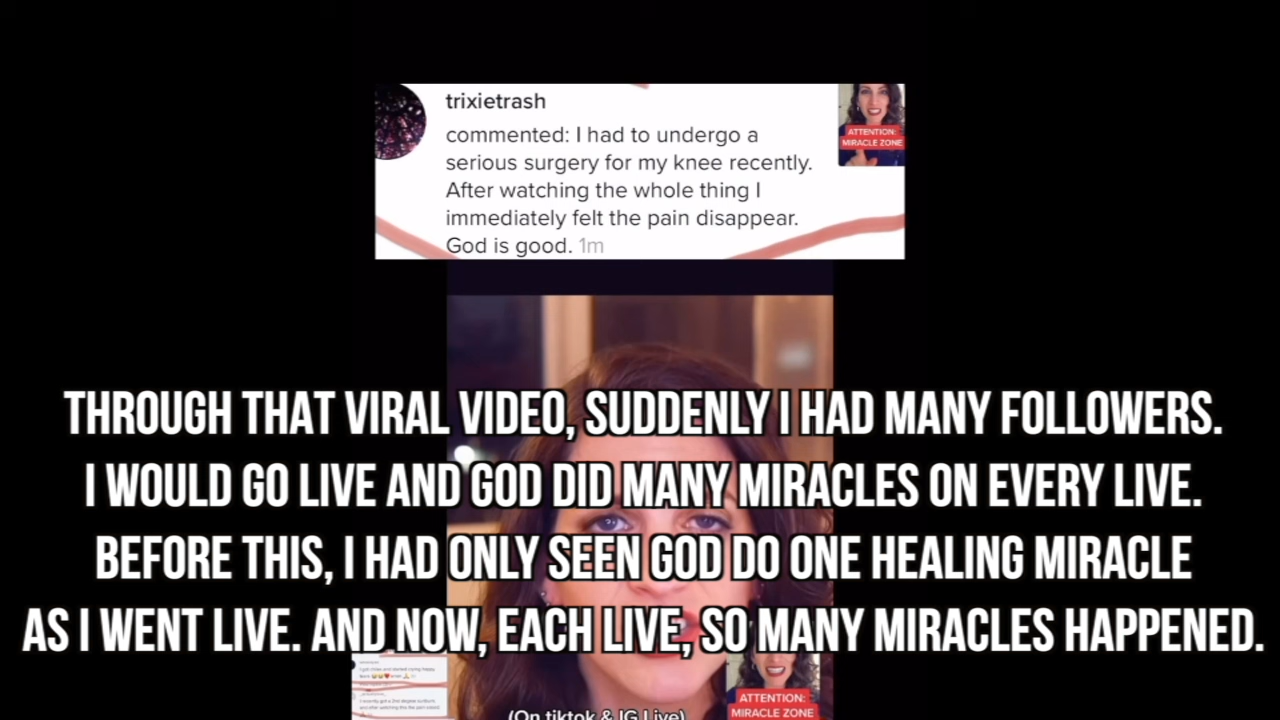 trixietrash
commented: I had to undergo a
serious surgery for my knee recently.
After watching the whole thing I
immediately felt the pain disappear.
God is good. 1m
ATTENTION:
MIRACLE ZONE
THROUGH THAT VIRAL VIDEO, SUDDENLY I HAD MANY FOLLOWERS.
I WOULD GO LIVE AND GOD DID MANY MIRACLES ON EVERY LIVE.
BEFORE THIS, I HAD ONLY SEEN GOD DO ONE HEALING MIRACLE
AS I WENT LIVE. AND NOW, EACH LIVE, SO MANY MIRACLES HAPPENED.
ATTENTION:
MIRACLE ZONE
(On tiktok & IG Live)